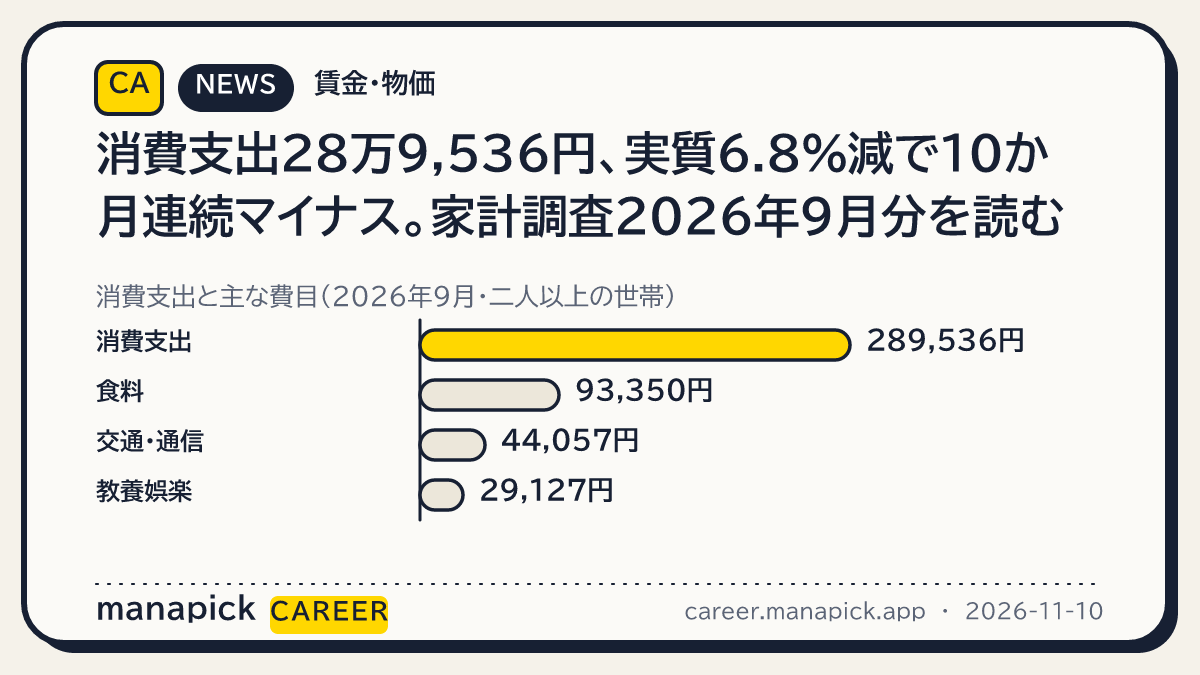 CA NEWS 賃金・物価
消費支出28万9,536円、実質6.8%減で10か
月連続マイナス。家計調査2026年9月分を読む
消費支出と主な費目（2026年9月・二人以上の世帯）
消費支出 289,536円
食料 93,350円
交通・通信 44,057円
教養娯楽 29,127円
manapick CAREER career.manapick.app ・ 2026-11-10